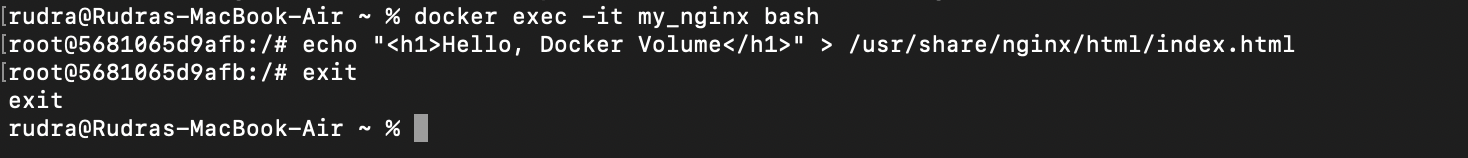 [rudra@Rudras-MacBook-Air ~ % docker exec -it my_nginx bash
[root@5681065d9afb:/# echo "<h1>Hello, Docker Volume</h1>" > /usr/share/nginx/html/index.html
[root@5681065d9afb:/# exit
exit
rudra@Rudras-MacBook-Air ~ %